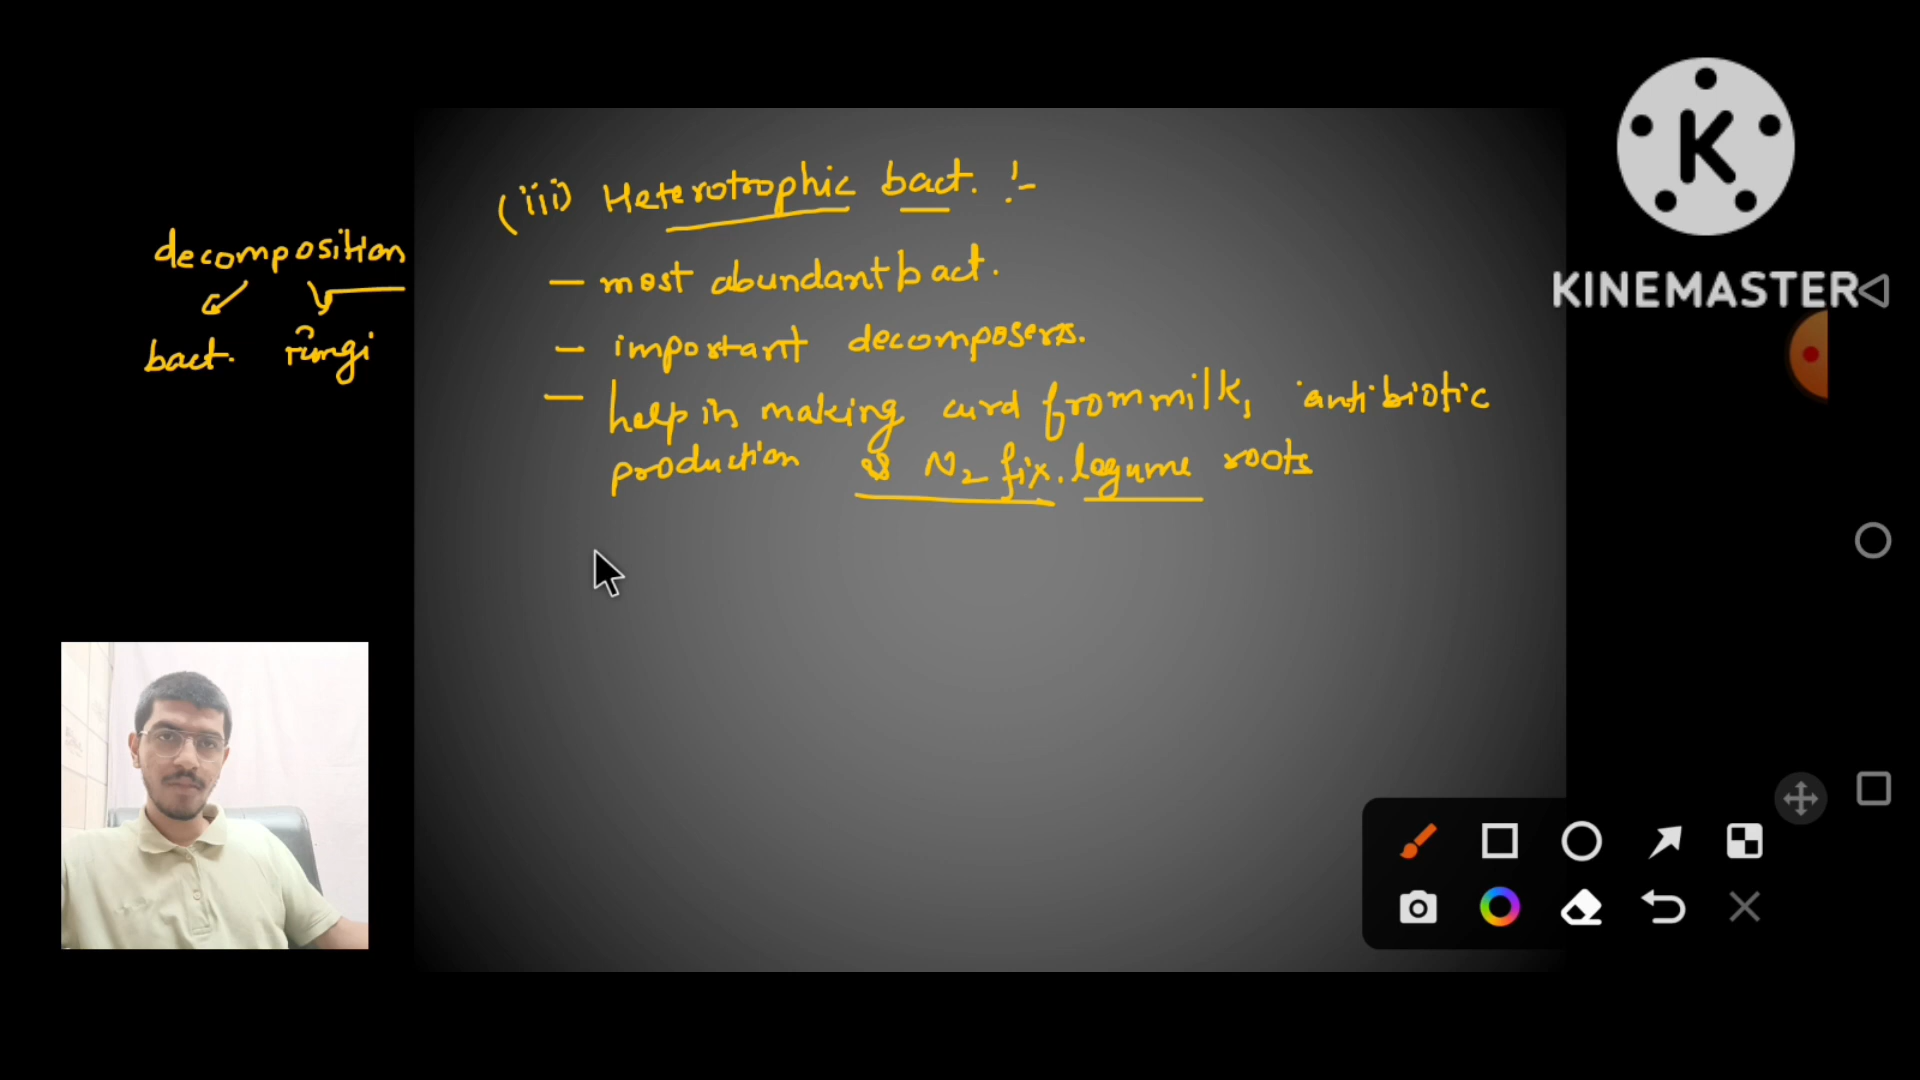 (iii) Heterotrophic bact. :-
— most abundant bact.
— important decomposers.
— help in making curd from milk, antibiotic
production & N2 fix. legume roots
decomposition
bact. fungi
K
KINEMASTER